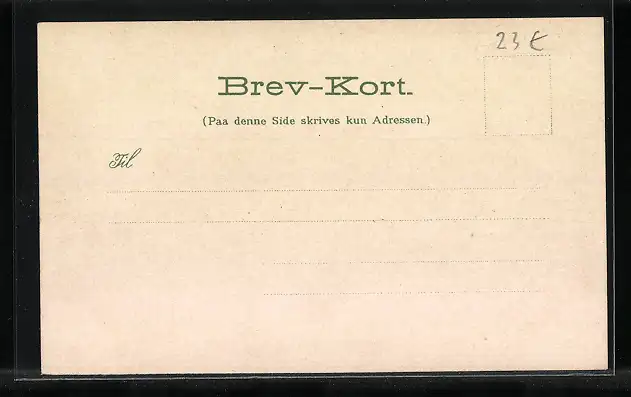 23 €
Brev-Kort.
(Paa denne Side skrives kun Adressen.)
Til